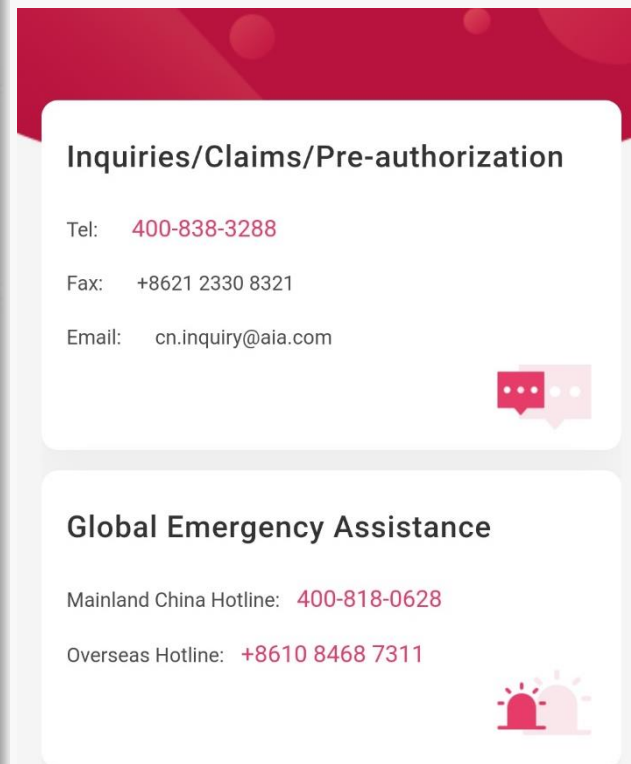 Inquiries/Claims/Pre-authorization
Tel: 400-838-3288
Fax: +8621 2330 8321
Email: cn.inquiry@aia.com
Global Emergency Assistance
Mainland China Hotline: 400-818-0628
Overseas Hotline: +8610 8468 7311